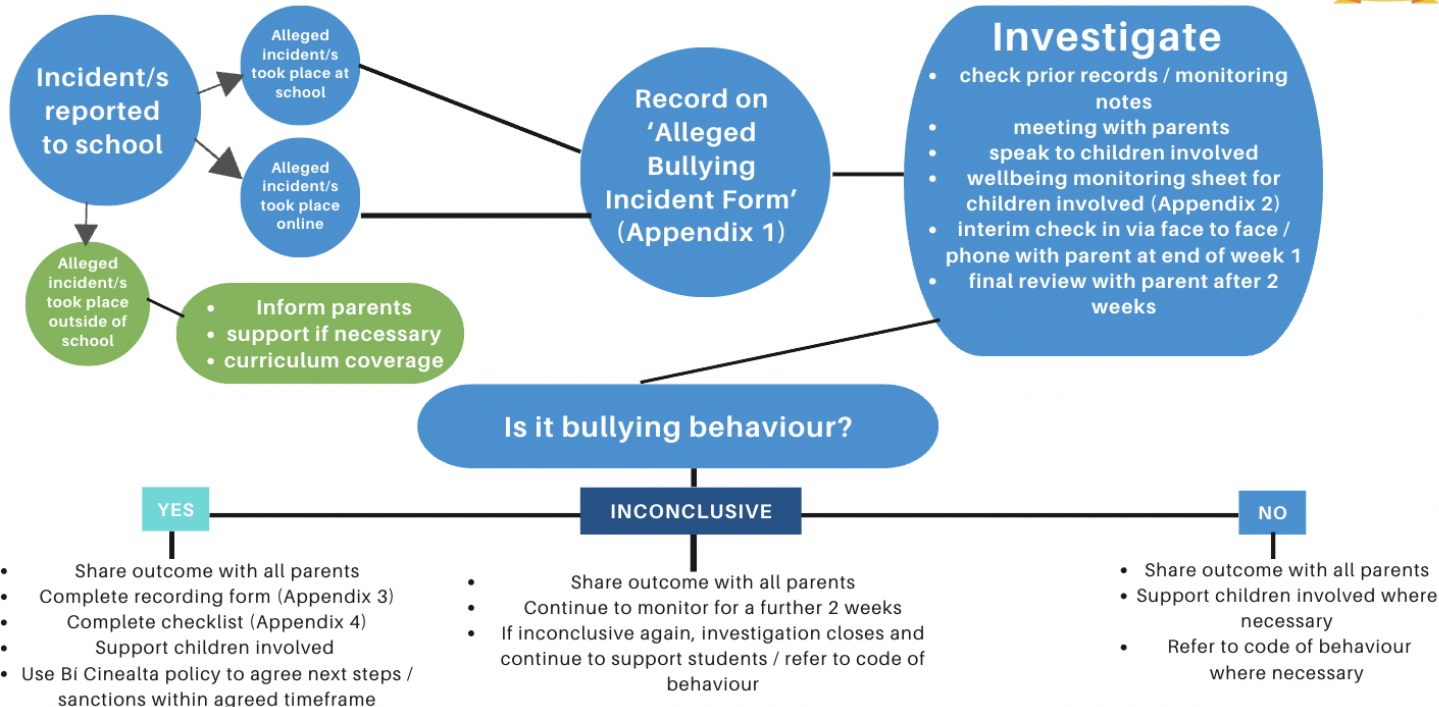 Incident/s
reported
to school
Alleged
incident/s
took place at
school
Alleged
incident/s
took place
online
Alleged
incident/s
took place
outside of
school
• Inform parents
• support if necessary
• curriculum coverage
Record on
‘Alleged
Bullying
Incident Form’
(Appendix 1)
Investigate
• check prior records / monitoring
notes
• meeting with parents
• speak to children involved
• wellbeing monitoring sheet for
children involved (Appendix 2)
• interim check in via face to face /
phone with parent at end of week 1
• final review with parent after 2
weeks
Is it bullying behaviour?
YES
• Share outcome with all parents
• Complete recording form (Appendix 3)
• Complete checklist (Appendix 4)
• Support children involved
• Use Bí Cinealta policy to agree next steps /
sanctions within agreed timeframe
INCONCLUSIVE
• Share outcome with all parents
• Continue to monitor for a further 2 weeks
• If inconclusive again, investigation closes and
continue to support students / refer to code of
behaviour
NO
• Share outcome with all parents
• Support children involved where
necessary
• Refer to code of behaviour
where necessary